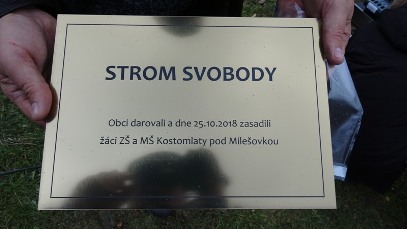 STROM SVOBODY
Obci darovali a dne 25.10.2018 zasadili
žáci ZŠ a MŠ Kostomlaty pod Milešovkou